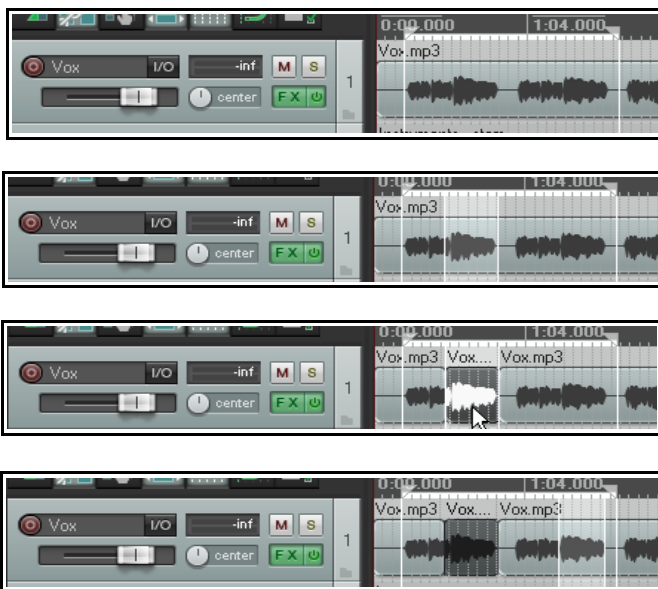 0:00.000 1:04.000
Vox.mp3
Vox I/O -inf M S
1
center FX
0:00.000 1:04.000
Vox.mp3
Vox I/O -inf M S
1
center FX
0:00.000 1:04.000
Vox.mp3 Vox.... Vox.mp3
Vox I/O -inf M S
1
center FX
0:00.000 1:04.000
Vox.mp3 Vox.... Vox.mp3
Vox I/O -inf M S
1
center FX